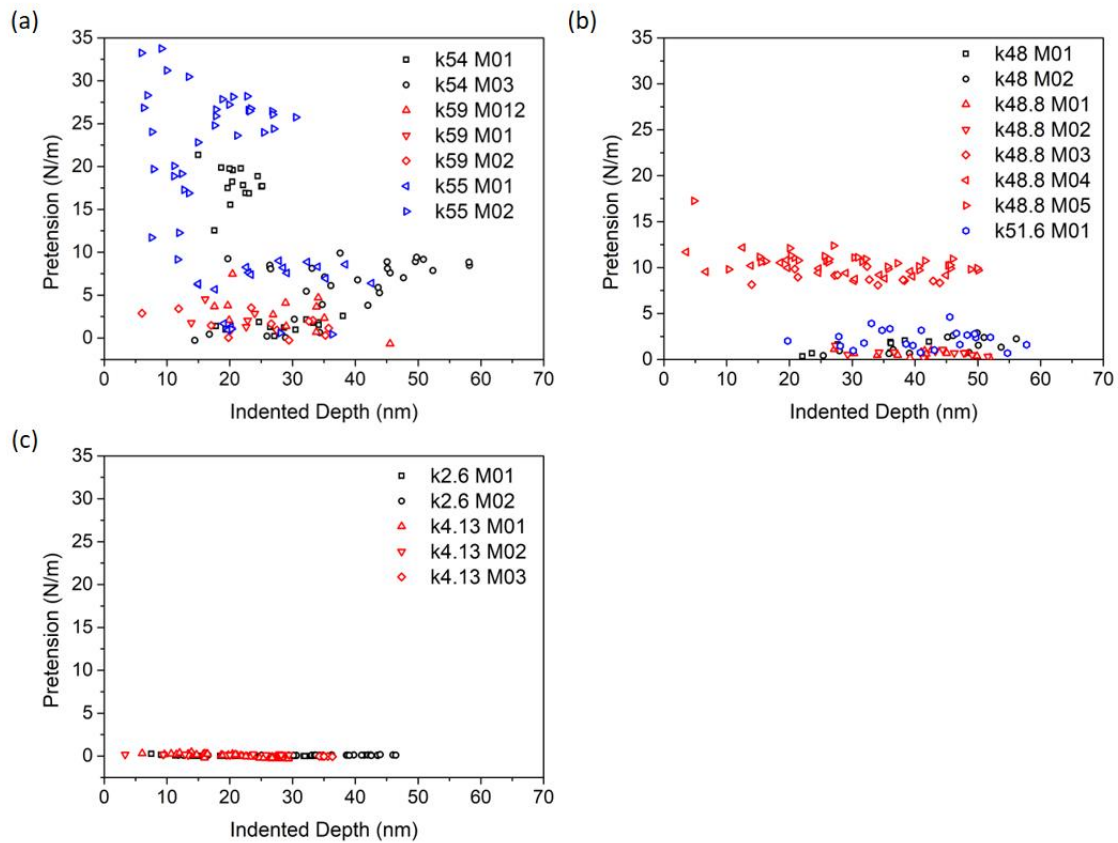 (a)
35
30
25
20
15
10
5
0
Pretension (N/m)
0 10 20 30 40 50 60 70
Indented Depth (nm)
k54 M01
k54 M03
k59 M012
k59 M01
k59 M02
k55 M01
k55 M02
(b)
35
30
25
20
15
10
5
0
Pretension (N/m)
0 10 20 30 40 50 60 70
Indented Depth (nm)
k48 M01
k48 M02
k48.8 M01
k48.8 M02
k48.8 M03
k48.8 M04
k48.8 M05
k51.6 M01
(c)
35
30
25
20
15
10
5
0
Pretension (N/m)
0 10 20 30 40 50 60 70
Indented Depth (nm)
k2.6 M01
k2.6 M02
k4.13 M01
k4.13 M02
k4.13 M03